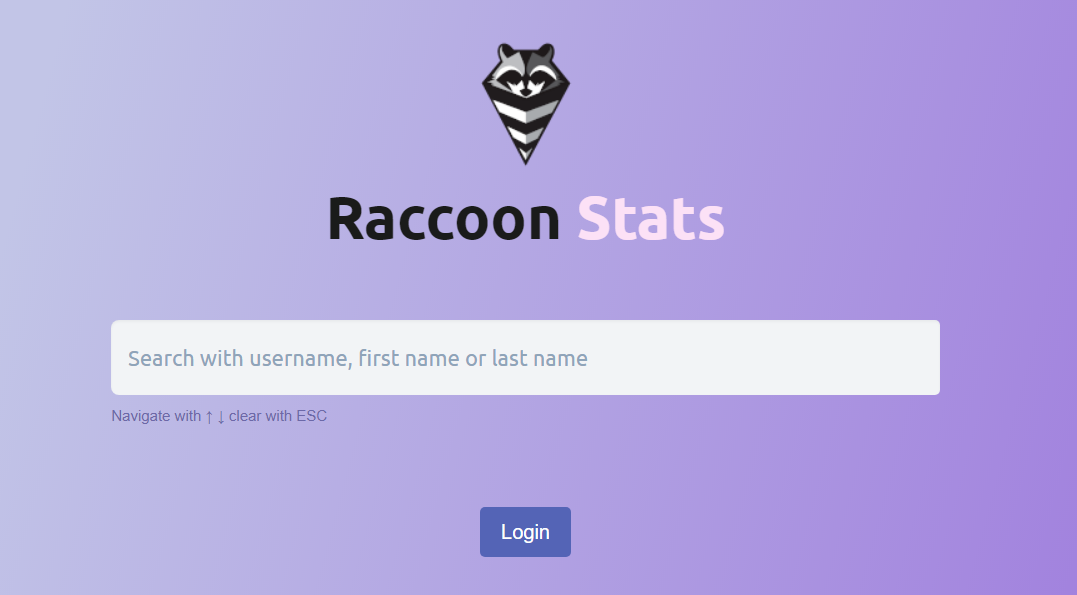 Raccoon Stats
Search with username, first name or last name
Navigate with ↑ ↓ clear with ESC
Login